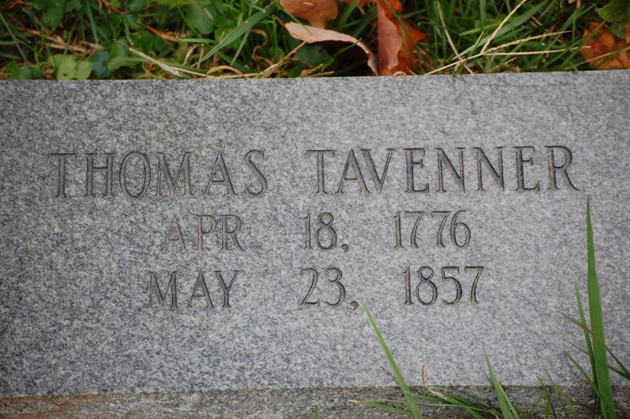 THOMAS TAVENNER
APR 18, 1776
MAY 23, 1857